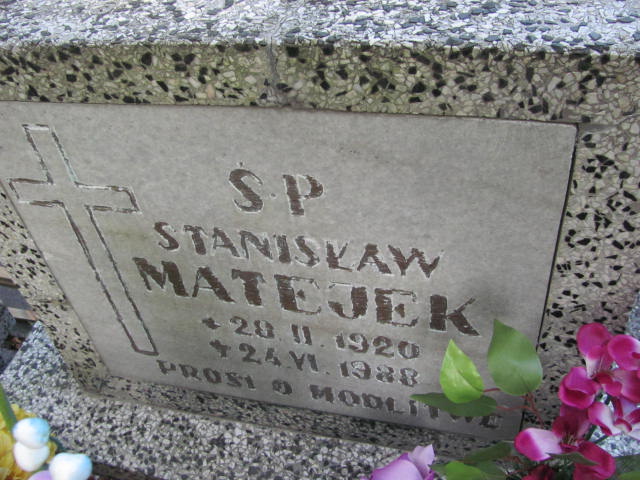 Ś.P
STANISŁAW
MATEJEK
* 28.II 1920
+ 24.VI.1988
PROSI O MODLITWĘ